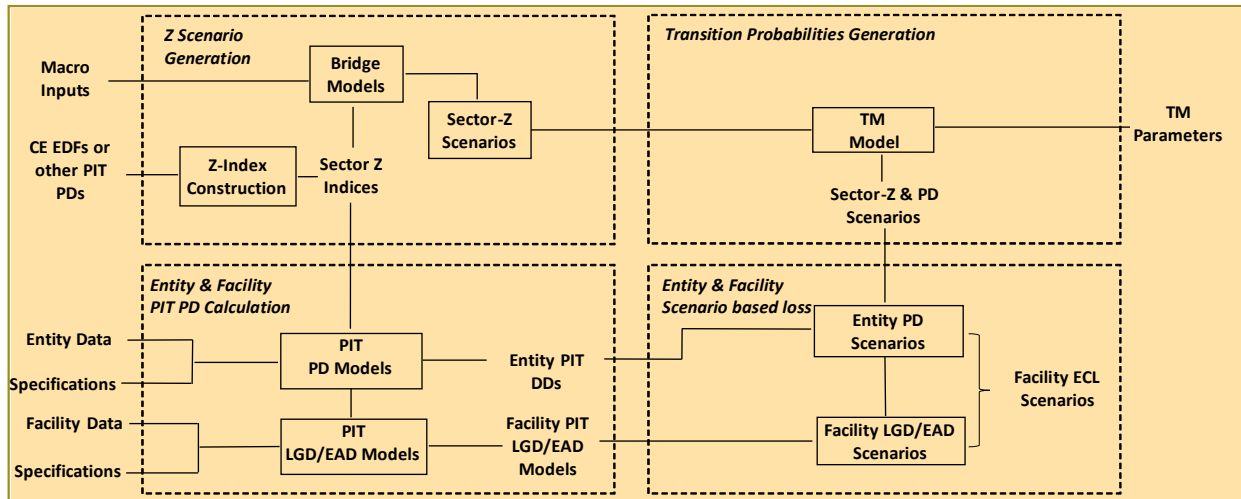 Z Scenario
Generation
Transition Probabilities Generation
Macro
Inputs
Bridge
Models
Sector-Z
Scenarios
TM
Model
TM
Parameters
CE EDFs or
other PIT
PDs
Z-Index
Construction
Sector Z
Indices
Sector-Z & PD
Scenarios
Entity & Facility
PIT PD Calculation
Entity & Facility
Scenario based loss
Entity Data
Specifications
PIT
PD Models
Entity PIT
DDs
Entity PD
Scenarios
Facility ECL
Scenarios
Facility Data
Specifications
PIT
LGD/EAD Models
Facility PIT
LGD/EAD
Models
Facility LGD/EAD
Scenarios